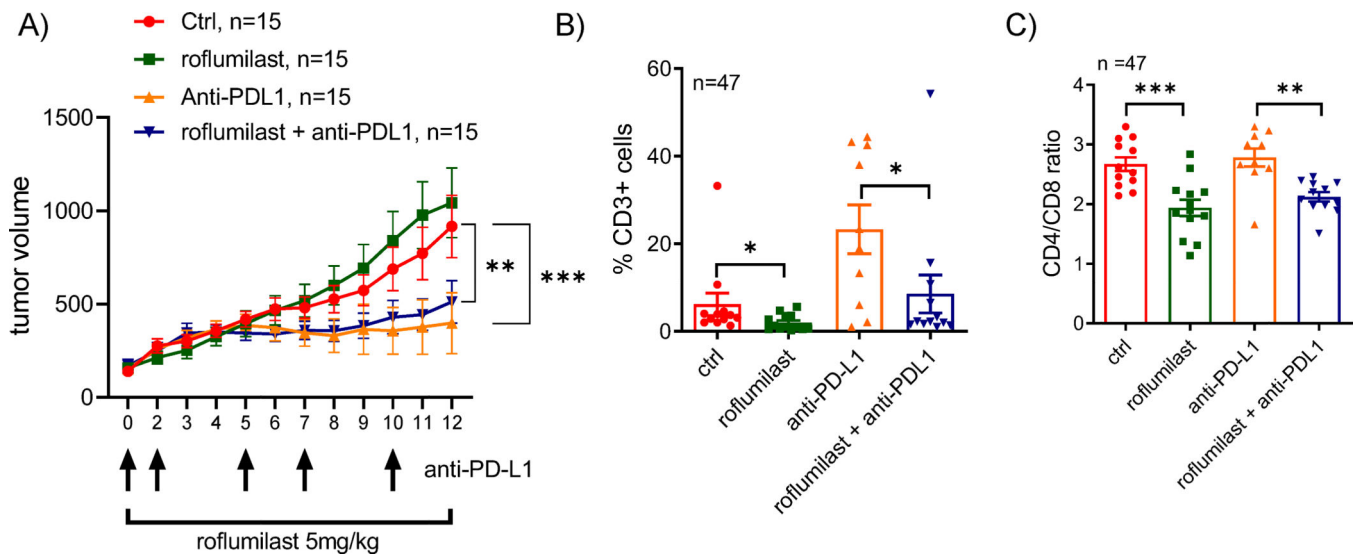 A)
Ctrl, n=15
roflumilast, n=15
Anti-PDL1, n=15
roflumilast + anti-PDL1, n=15
tumor volume
1500
1000
500
0
**
***
0 2 3 4 5 6 7 8 9 10 11 12
anti-PD-L1
roflumilast 5mg/kg
B)
n=47
% CD3+ cells
60
40
20
0
*
*
ctrl
roflumilast
anti-PD-L1
roflumilast + anti-PDL1
C)
n =47
CD4/CD8 ratio
4
3
2
1
0
***
**
ctrl
roflumilast
anti-PD-L1
roflumilast + anti-PDL1